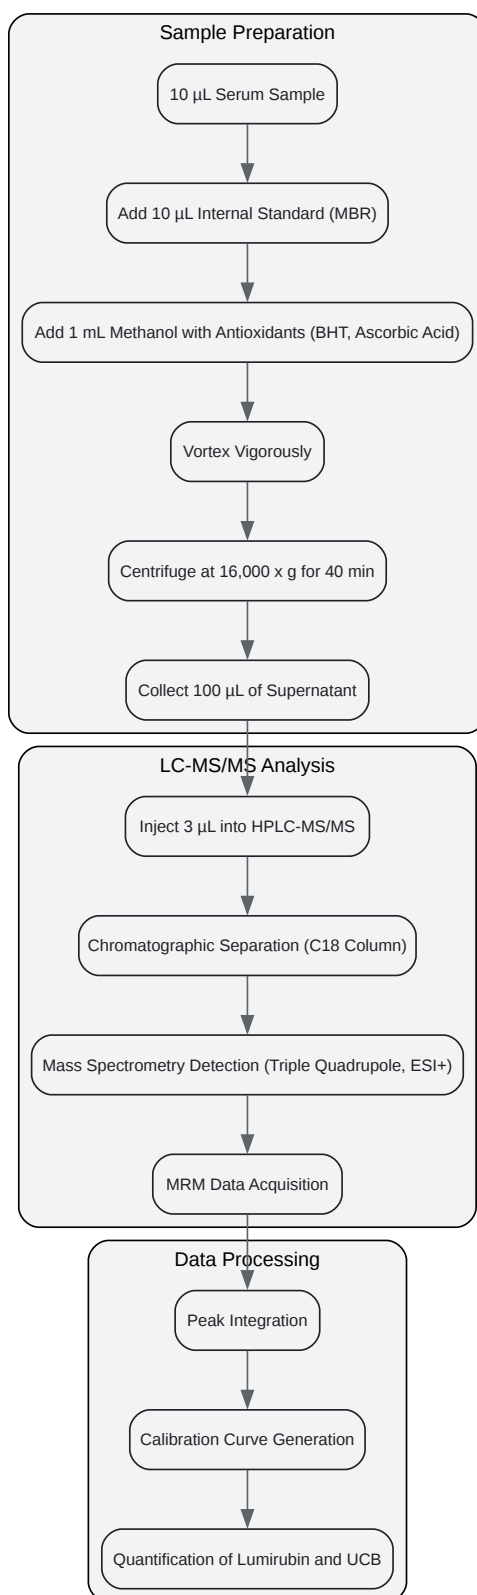 Sample Preparation
10 µL Serum Sample
Add 10 µL Internal Standard (MBR)
Add 1 mL Methanol with Antioxidants (BHT, Ascorbic Acid)
Vortex Vigorously
Centrifuge at 16,000 x g for 40 min
Collect 100 µL of Supernatant
LC-MS/MS Analysis
Inject 3 µL into HPLC-MS/MS
Chromatographic Separation (C18 Column)
Mass Spectrometry Detection (Triple Quadrupole, ESI+)
MRM Data Acquisition
Data Processing
Peak Integration
Calibration Curve Generation
Quantification of Lumirubin and UCB